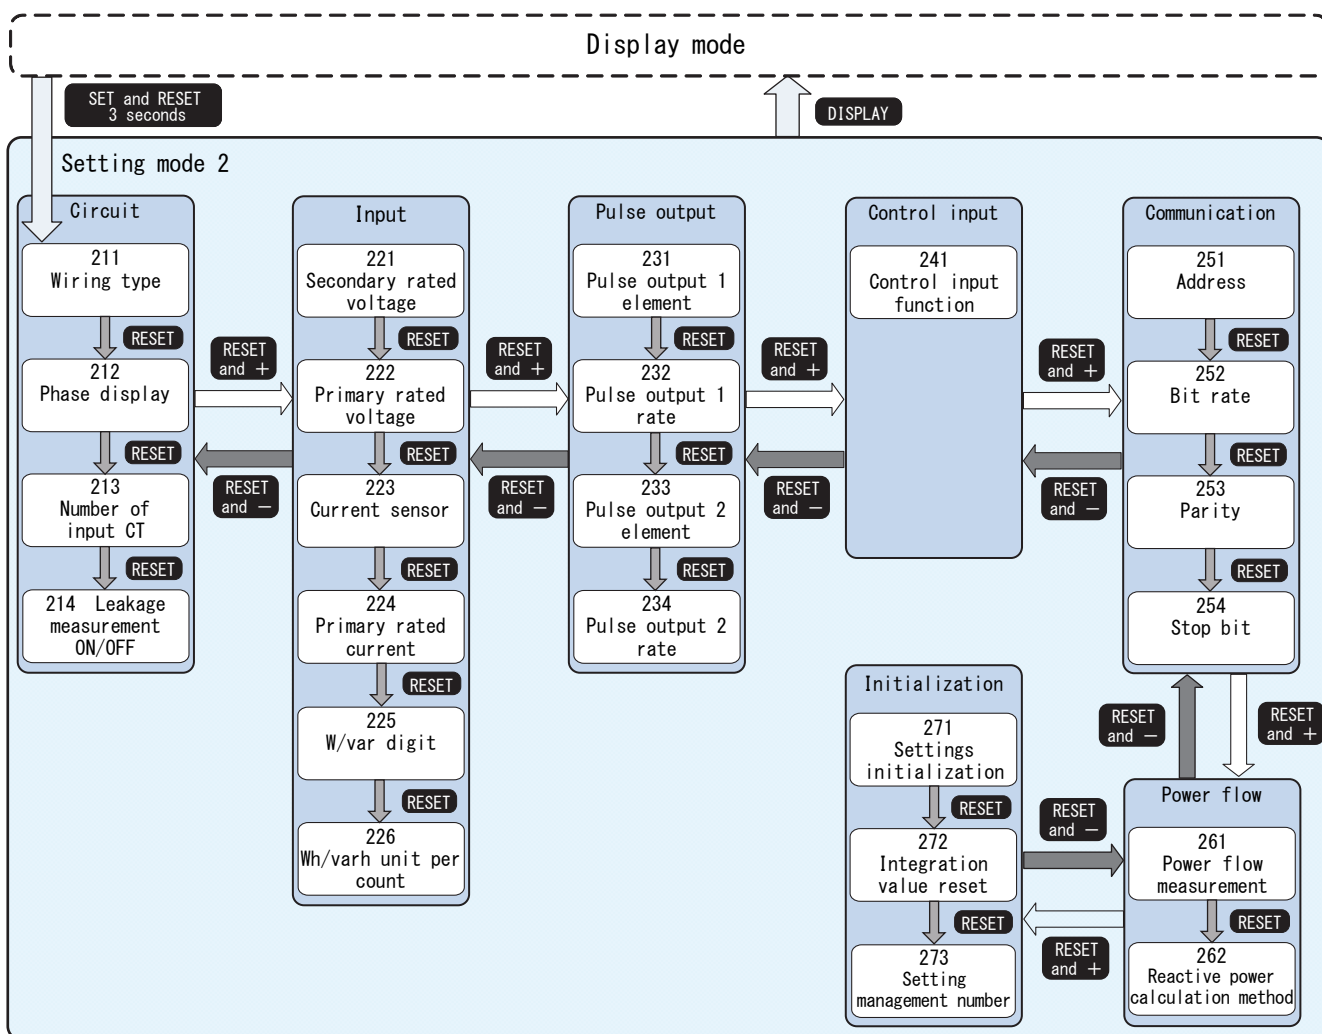 Display mode
SET and RESET
3 seconds
DISPLAY
Setting mode 2
Circuit
211
Wiring type
RESET
212
Phase display
RESET
213
Number of
input CT
RESET
214 Leakage
measurement
ON/OFF
RESET
and +
RESET
and −
Input
221
Secondary rated
voltage
RESET
222
Primary rated
voltage
RESET
223
Current sensor
RESET
224
Primary rated
current
RESET
225
W/var digit
RESET
226
Wh/varh unit per
count
RESET
and +
RESET
and −
Pulse output
231
Pulse output 1
element
RESET
232
Pulse output 1
rate
RESET
233
Pulse output 2
element
RESET
234
Pulse output 2
rate
RESET
and +
RESET
and −
Control input
241
Control input
function
RESET
and +
RESET
and −
Communication
251
Address
RESET
252
Bit rate
RESET
253
Parity
RESET
254
Stop bit
RESET
and −
RESET
and +
Power flow
261
Power flow
measurement
RESET
262
Reactive power
calculation method
RESET
and −
RESET
and +
Initialization
271
Settings
initialization
RESET
272
Integration
value reset
RESET
273
Setting
management number